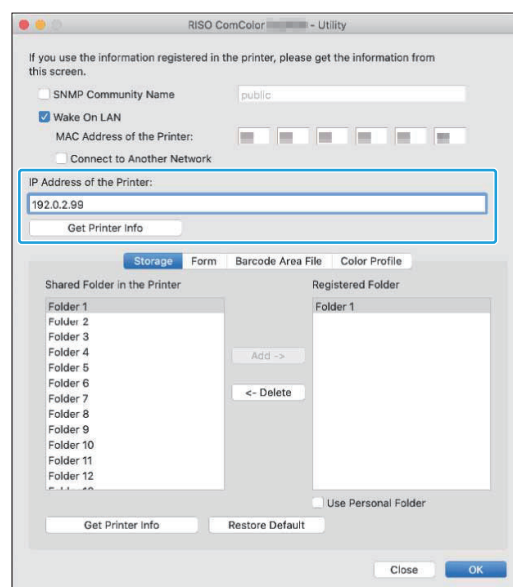 RISO ComColor - Utility
If you use the information registered in the printer, please get the information from
this screen.
SNMP Community Name
public
Wake On LAN
MAC Address of the Printer:
Connect to Another Network
IP Address of the Printer:
192.0.2.99
Get Printer Info
Storage Form Barcode Area File Color Profile
Shared Folder in the Printer Registered Folder
Folder 1 Folder 1
Folder 2
Folder 3
Folder 4
Add ->
Folder 5
Folder 6
<- Delete
Folder 7
Folder 8
Folder 9
Folder 10
Folder 11
Folder 12
Use Personal Folder
Get Printer Info Restore Default
Close OK